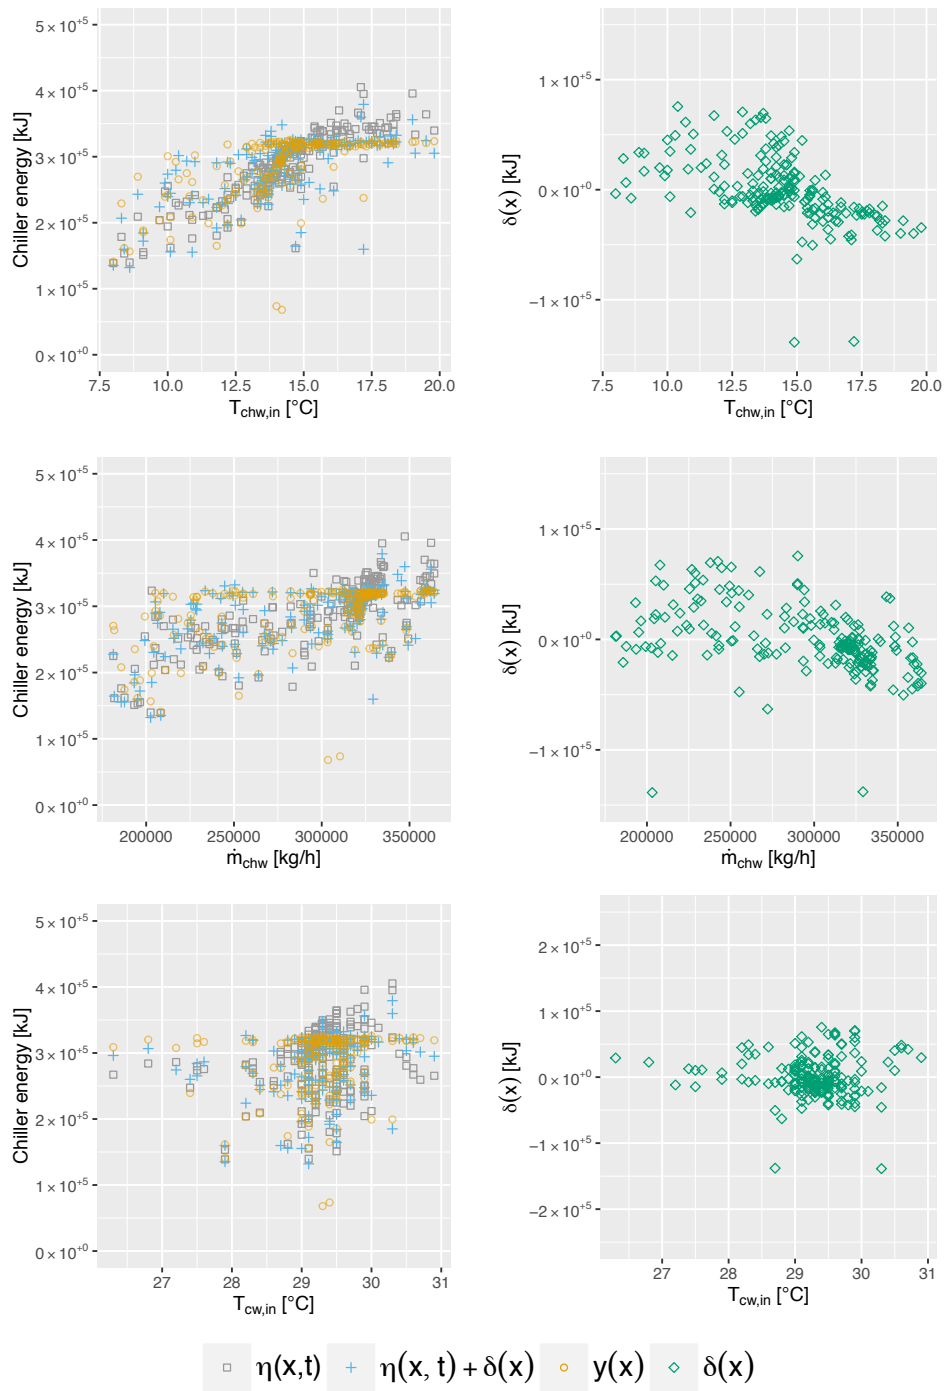 5 × 10⁺⁵
4 × 10⁺⁵
3 × 10⁺⁵
2 × 10⁺⁵
1 × 10⁺⁵
0 × 10⁺⁰
Chiller energy [kJ]
7.5 10.0 12.5 15.0 17.5 20.0
T_chw,in [°C]
1 × 10⁺⁵
0 × 10⁺⁰
−1 × 10⁺⁵
δ(x) [kJ]
7.5 10.0 12.5 15.0 17.5 20.0
T_chw,in [°C]
5 × 10⁺⁵
4 × 10⁺⁵
3 × 10⁺⁵
2 × 10⁺⁵
1 × 10⁺⁵
0 × 10⁺⁰
Chiller energy [kJ]
200000 250000 300000 350000
ṁ_chw [kg/h]
1 × 10⁺⁵
0 × 10⁺⁰
−1 × 10⁺⁵
δ(x) [kJ]
200000 250000 300000 350000
ṁ_chw [kg/h]
5 × 10⁺⁵
4 × 10⁺⁵
3 × 10⁺⁵
2 × 10⁺⁵
1 × 10⁺⁵
0 × 10⁺⁰
Chiller energy [kJ]
27 28 29 30 31
T_cw,in [°C]
2 × 10⁺⁵
1 × 10⁺⁵
0 × 10⁺⁰
−1 × 10⁺⁵
−2 × 10⁺⁵
δ(x) [kJ]
27 28 29 30 31
T_cw,in [°C]
η(x,t) η(x, t) + δ(x) y(x) δ(x)